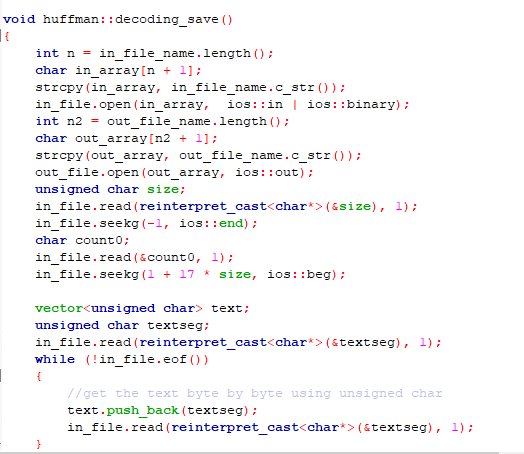 void huffman::decoding_save()
{
    int n = in_file_name.length();
    char in_array[n + 1];
    strcpy(in_array, in_file_name.c_str());
    in_file.open(in_array,  ios::in | ios::binary);
    int n2 = out_file_name.length();
    char out_array[n2 + 1];
    strcpy(out_array, out_file_name.c_str());
    out_file.open(out_array, ios::out);
    unsigned char size;
    in_file.read(reinterpret_cast<char*>(&size), 1);
    in_file.seekg(-1, ios::end);
    char count0;
    in_file.read(&count0, 1);
    in_file.seekg(1 + 17 * size, ios::beg);

    vector<unsigned char> text;
    unsigned char textseg;
    in_file.read(reinterpret_cast<char*>(&textseg), 1);
    while (!in_file.eof())
    {
        //get the text byte by byte using unsigned char
        text.push_back(textseg);
        in_file.read(reinterpret_cast<char*>(&textseg), 1);
    }